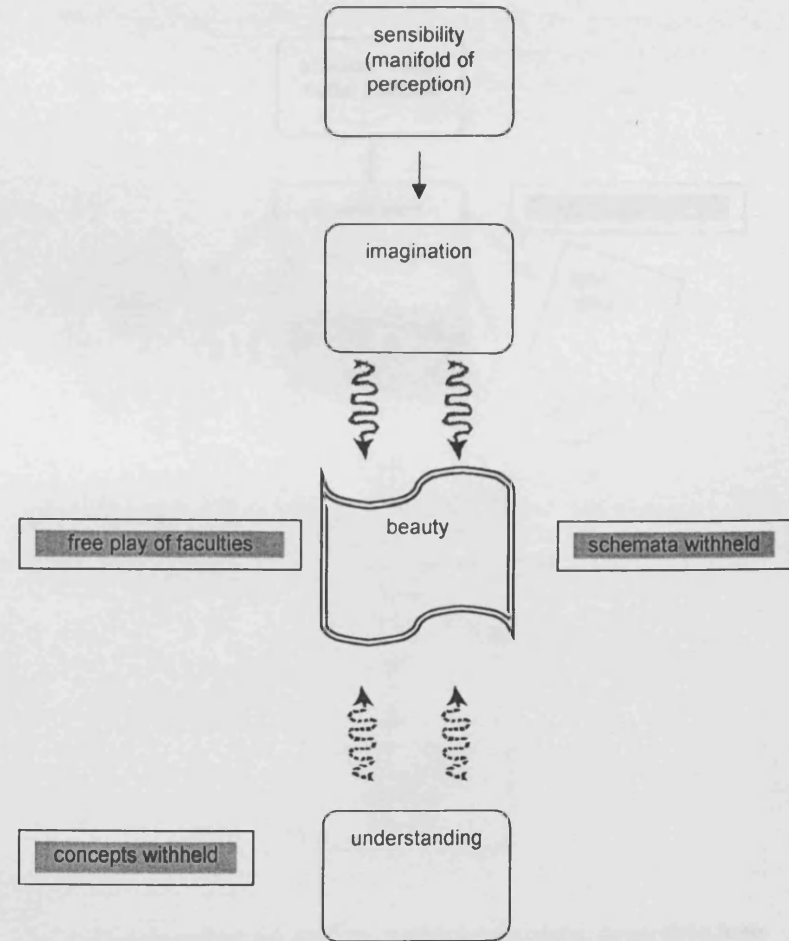 sensibility
(manifold of
perception)
imagination
free play of faculties
beauty
schemata withheld
concepts withheld
understanding